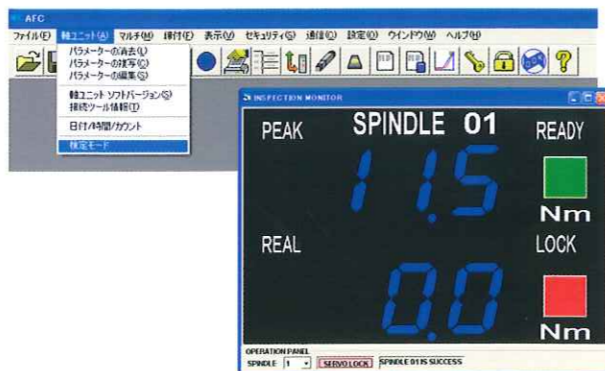 AFC
ファイル(F) 軸ユニット(A) マルチ(M) 締付(F) 表示(V) セキュリティ(S) 通信(C) 設定(O) ウインドウ(W) ヘルプ(H)
パラメーターの消去(L)
パラメーターの複写(C)
パラメーターの編集(S)
軸ユニット ソフトバージョン(S)
接続ツール情報(T)
日付/時間/カウント
検定モード
INSPECTION MONITOR
PEAK SPINDLE 01 READY
11.5
Nm
REAL LOCK
0.0
Nm
OPERATION PANEL
SPINDLE 1 SERVO LOCK SPINDLE 01 IS SUCCESS